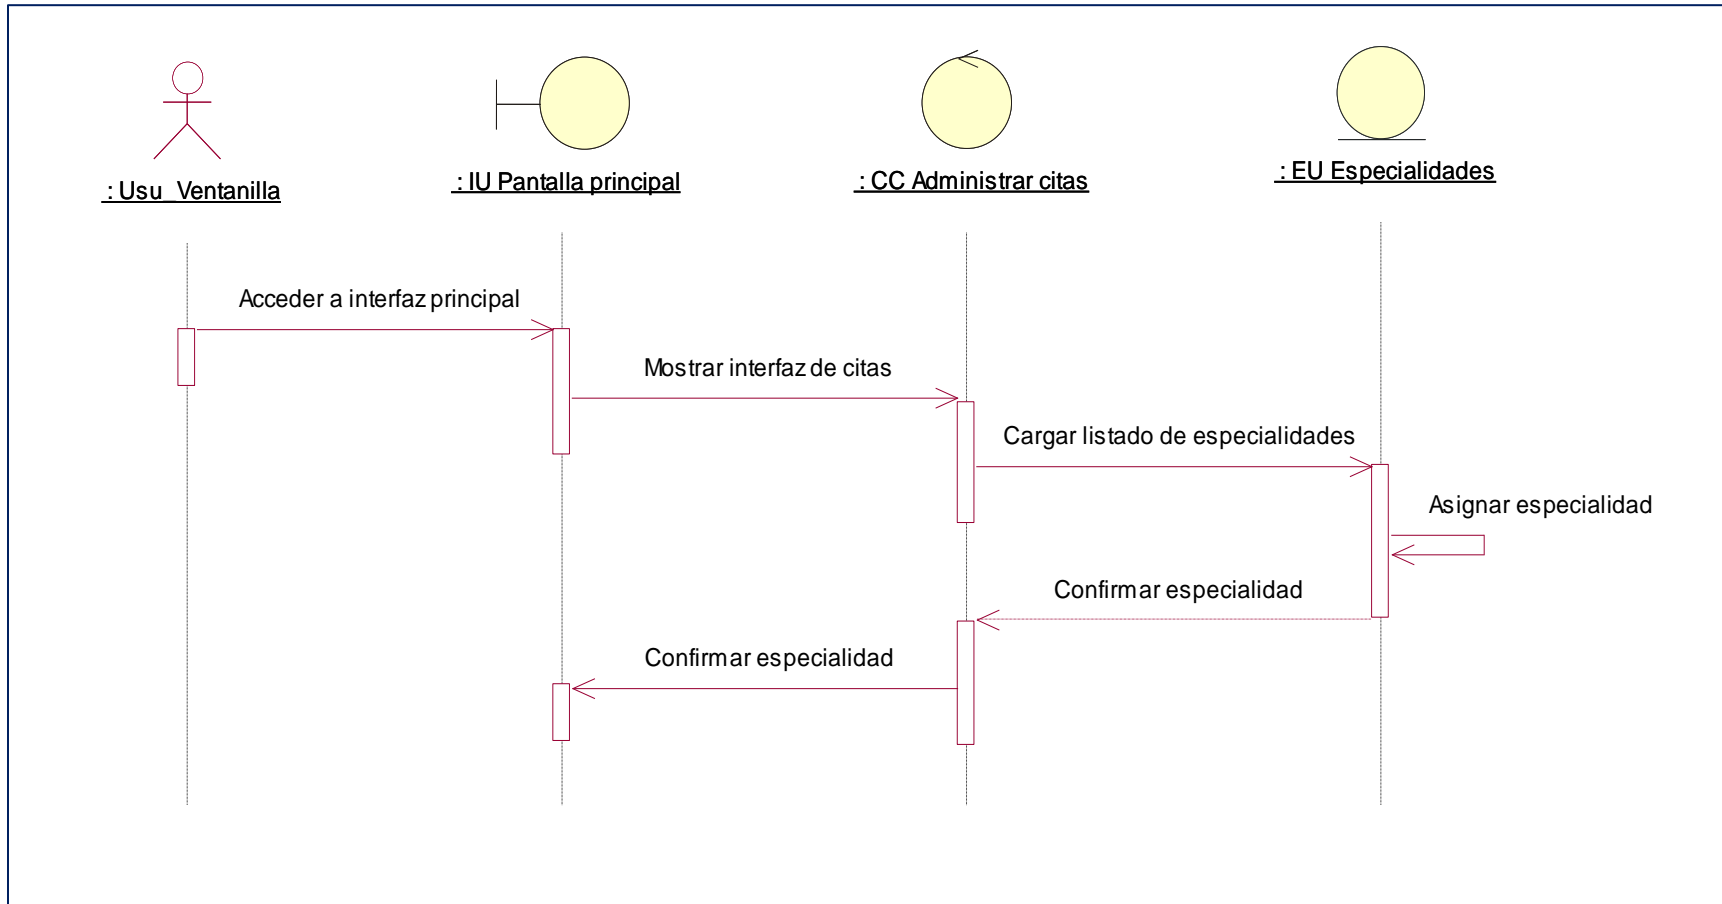 : Usu_Ventanilla
: IU Pantalla principal
: CC Administrar citas
: EU Especialidades
Acceder a interfaz principal
Mostrar interfaz de citas
Cargar listado de especialidades
Asignar especialidad
Confirmar especialidad
Confirmar especialidad